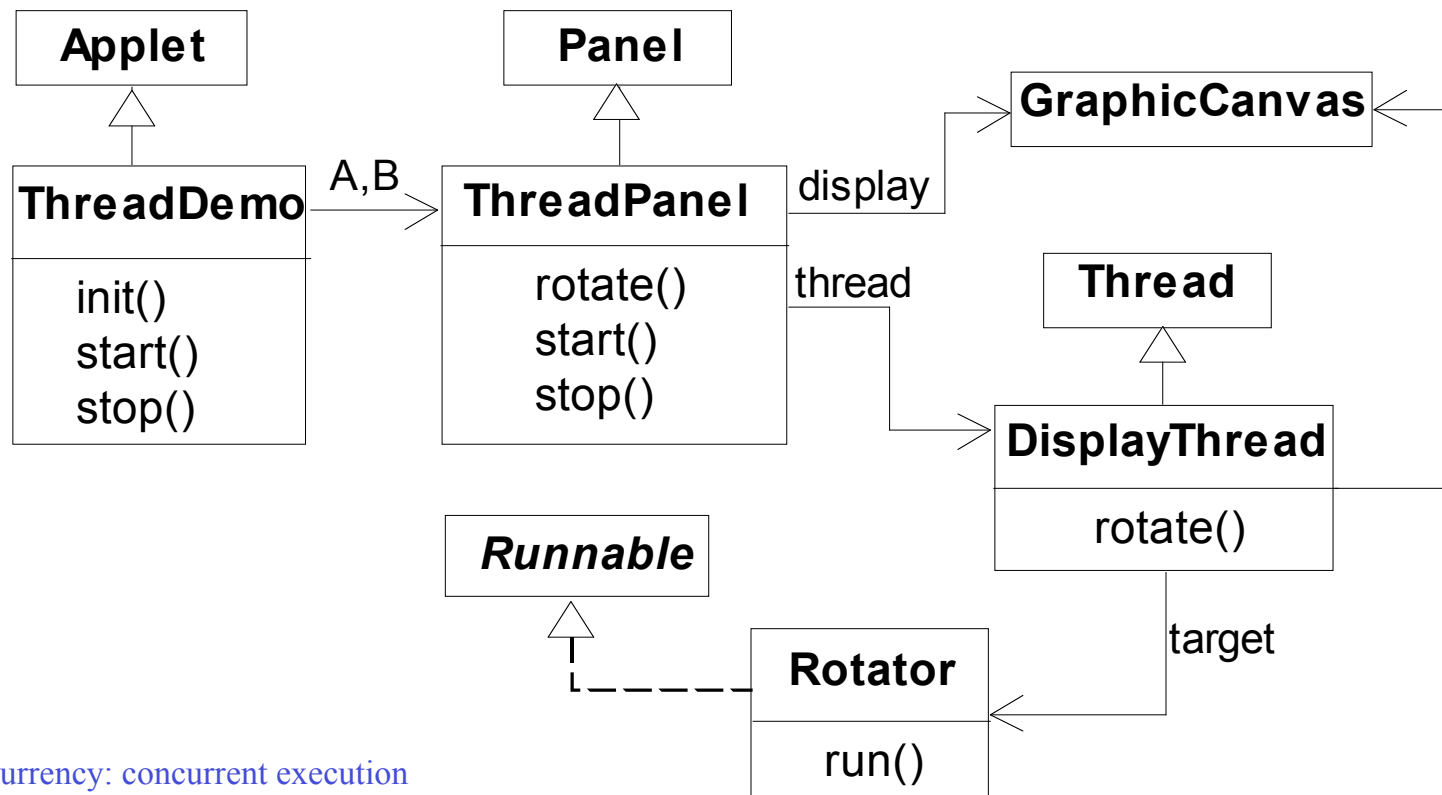 Applet
Panel
GraphicCanvas
ThreadDemo
A,B
ThreadPanel
display
init()
start()
stop()
rotate()
start()
stop()
thread
Thread
DisplayThread
rotate()
Runnable
target
Rotator
run()
urrency: concurrent execution